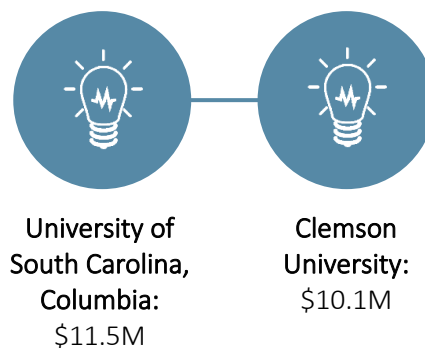 University of
South Carolina,
Columbia:
$11.5M
Clemson
University:
$10.1M